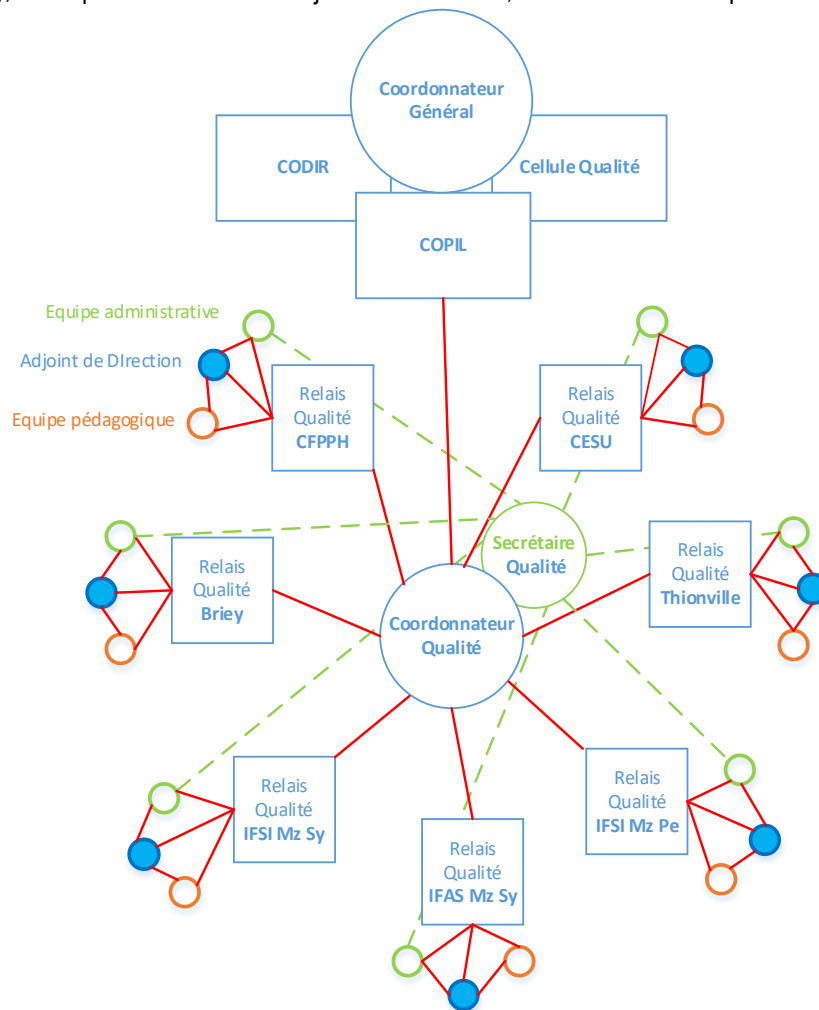 Coordonnateur
Général
CODIR
Cellule Qualité
COPIL
Equipe administrative
Adjoint de DIrection
Equipe pédagogique
Relais
Qualité
CFPPH
Relais
Qualité
CESU
Secrétaire
Qualité
Relais
Qualité
Briey
Relais
Qualité
Thionville
Coordonnateur
Qualité
Relais
Qualité
IFSI Mz Sy
Relais
Qualité
IFSI Mz Pe
Relais
Qualité
IFAS Mz Sy